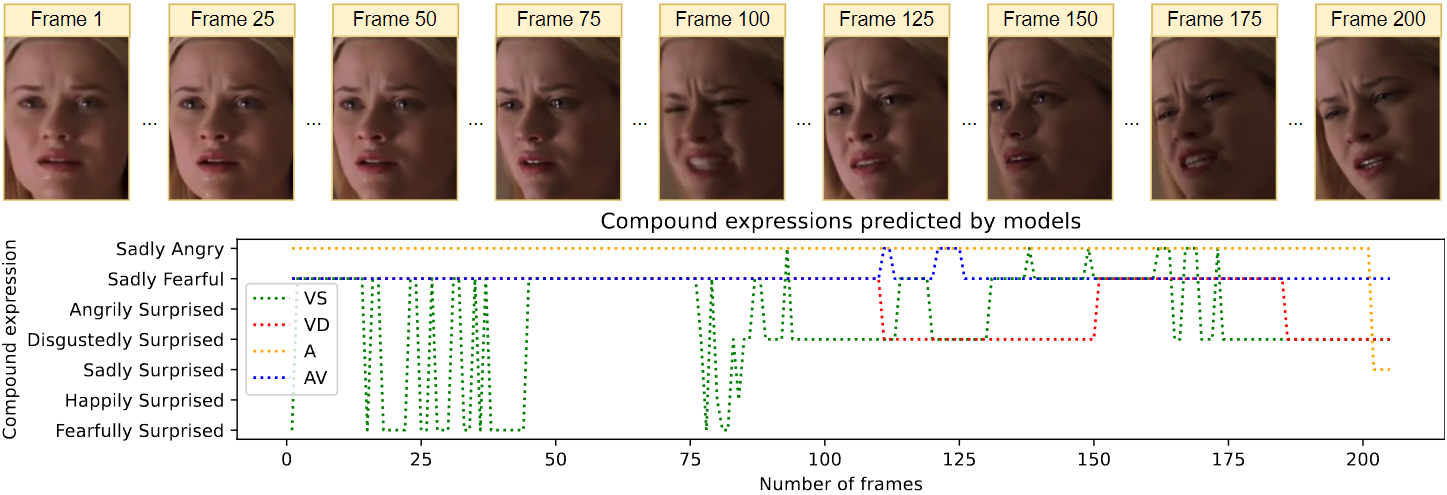 Frame 1 Frame 25 Frame 50 Frame 75 Frame 100 Frame 125 Frame 150 Frame 175 Frame 200
... ... ... ... ... ... ... ...
Compound expressions predicted by models
Compound expression
Sadly Angry
Sadly Fearful
Angrily Surprised
Disgustedly Surprised
Sadly Surprised
Happily Surprised
Fearfully Surprised
VS
VD
A
AV
0 25 50 75 100 125 150 175 200
Number of frames